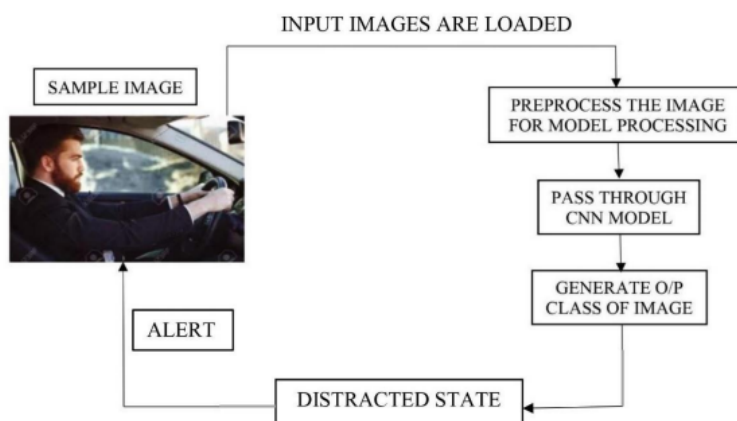 INPUT IMAGES ARE LOADED
SAMPLE IMAGE
PREPROCESS THE IMAGE
FOR MODEL PROCESSING
PASS THROUGH
CNN MODEL
GENERATE O/P
CLASS OF IMAGE
ALERT
DISTRACTED STATE